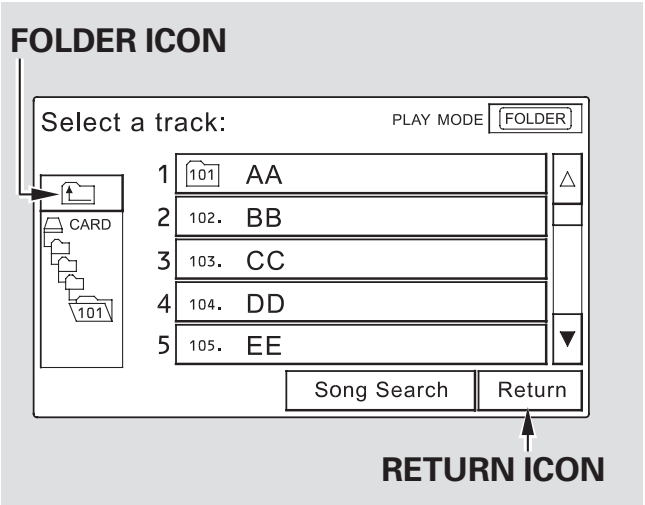 FOLDER ICON
Select a track:
PLAY MODE FOLDER
1 101 AA
CARD
2 102. BB
3 103. CC
101
4 104. DD
5 105. EE
Song Search Return
RETURN ICON